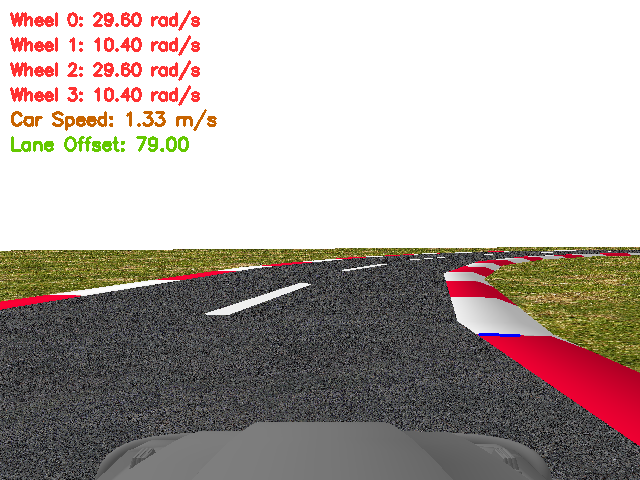 Wheel 0: 29.60 rad/s
Wheel 1: 10.40 rad/s
Wheel 2: 29.60 rad/s
Wheel 3: 10.40 rad/s
Car Speed: 1.33 m/s
Lane Offset: 79.00